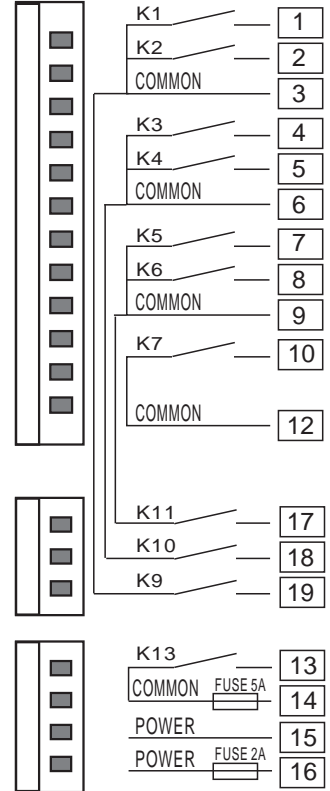 K1 1
K2 2
COMMON 3
K3 4
K4 5
COMMON 6
K5 7
K6 8
COMMON 9
K7 10
COMMON 12
K11 17
K10 18
K9 19
K13 13
COMMON FUSE 5A 14
POWER 15
POWER FUSE 2A 16